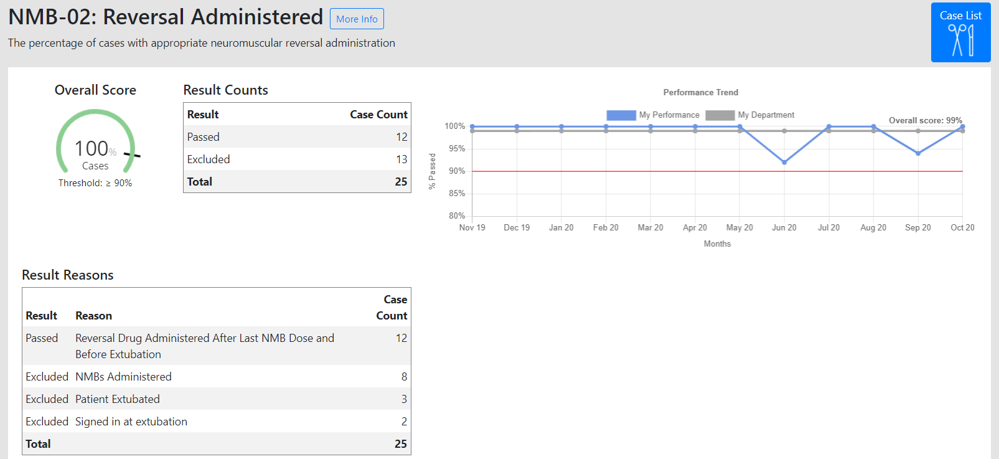 NMB-02: Reversal Administered More Info
The percentage of cases with appropriate neuromuscular reversal administration
Case List
Overall Score
100%
Cases
Threshold: ≥ 90%
Result Counts
Result Case Count
Passed 12
Excluded 13
Total 25
Performance Trend
My Performance My Department
Overall score: 99%
100%
95%
90%
85%
80%
% Passed
Nov 19 Dec 19 Jan 20 Feb 20 Mar 20 Apr 20 May 20 Jun 20 Jul 20 Aug 20 Sep 20 Oct 20
Months
Result Reasons
Case
Result Reason Count
Passed Reversal Drug Administered After Last NMB Dose and 12
Before Extubation
Excluded NMBs Administered 8
Excluded Patient Extubated 3
Excluded Signed in at extubation 2
Total 25